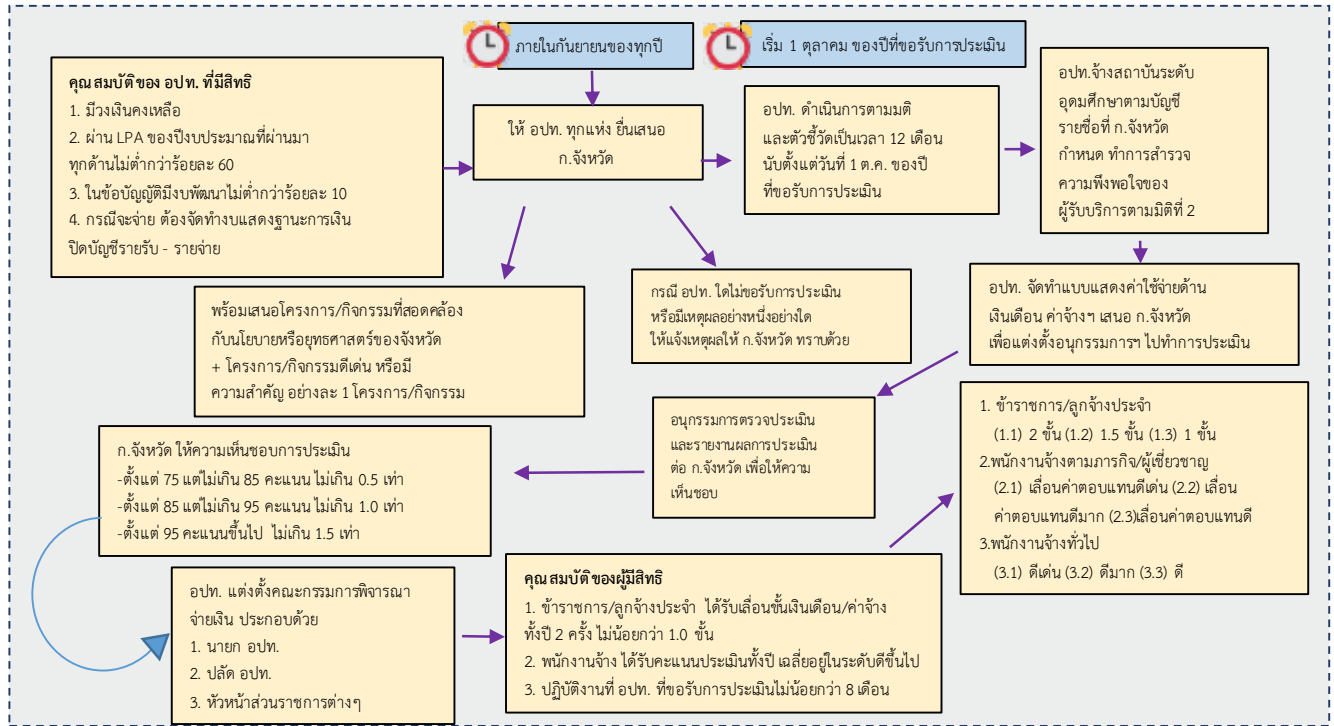 ภายในกันยายนของทุกปี
เริ่ม 1 ตุลาคม ของปีที่ขอรับการประเมิน
คุณสมบัติของ อปท. ที่มีสิทธิ
1. มีวงเงินคงเหลือ
2. ผ่าน LPA ของปีงบประมาณที่ผ่านมา
ทุกด้านไม่ต่ำกว่าร้อยละ 60
3. ในข้อบัญญัติมีงบพัฒนาไม่ต่ำกว่าร้อยละ 10
4. กรณีจะจ่าย ต้องจัดทำงบแสดงฐานะการเงิน
ปิดบัญชีรายรับ - รายจ่าย
ให้ อปท. ทุกแห่ง ยื่นเสนอ
ก.จังหวัด
อปท. ดำเนินการตามมติ
และตัวชี้วัดเป็นเวลา 12 เดือน
นับตั้งแต่วันที่ 1 ต.ค. ของปี
ที่ขอรับการประเมิน
อปท.จ้างสถาบันระดับ
อุดมศึกษาตามบัญชี
รายชื่อที่ ก.จังหวัด
กำหนด ทำการสำรวจ
ความพึงพอใจของ
ผู้รับบริการตามมิติที่ 2
พร้อมเสนอโครงการ/กิจกรรมที่สอดคล้อง
กับนโยบายหรือยุทธศาสตร์ของจังหวัด
+ โครงการ/กิจกรรมดีเด่น หรือมี
ความสำคัญ อย่างละ 1 โครงการ/กิจกรรม
กรณี อปท. ใดไม่ขอรับการประเมิน
หรือมีเหตุผลอย่างหนึ่งอย่างใด
ให้แจ้งเหตุผลให้ ก.จังหวัด ทราบด้วย
อปท. จัดทำแบบแสดงค่าใช้จ่ายด้าน
เงินเดือน ค่าจ้างฯ เสนอ ก.จังหวัด
เพื่อแต่งตั้งอนุกรรมการฯ ไปทำการประเมิน
อนุกรรมการตรวจประเมิน
และรายงานผลการประเมิน
ต่อ ก.จังหวัด เพื่อให้ความ
เห็นชอบ
ก.จังหวัด ให้ความเห็นชอบการประเมิน
-ตั้งแต่ 75 แต่ไม่เกิน 85 คะแนน ไม่เกิน 0.5 เท่า
-ตั้งแต่ 85 แต่ไม่เกิน 95 คะแนน ไม่เกิน 1.0 เท่า
-ตั้งแต่ 95 คะแนนขึ้นไป ไม่เกิน 1.5 เท่า
อปท. แต่งตั้งคณะกรรมการพิจารณา
จ่ายเงิน ประกอบด้วย
1. นายก อปท.
2. ปลัด อปท.
3. หัวหน้าส่วนราชการต่างๆ
คุณสมบัติของผู้มีสิทธิ
1. ข้าราชการ/ลูกจ้างประจำ ได้รับเลื่อนขั้นเงินเดือน/ค่าจ้าง
ทั้งปี 2 ครั้ง ไม่น้อยกว่า 1.0 ขั้น
2. พนักงานจ้าง ได้รับคะแนนประเมินทั้งปี เฉลี่ยอยู่ในระดับดีขึ้นไป
3. ปฏิบัติงานที่ อปท. ที่ขอรับการประเมินไม่น้อยกว่า 8 เดือน
1. ข้าราชการ/ลูกจ้างประจำ
(1.1) 2 ขั้น (1.2) 1.5 ขั้น (1.3) 1 ขั้น
2.พนักงานจ้างตามภารกิจ/ผู้เชี่ยวชาญ
(2.1) เลื่อนค่าตอบแทนดีเด่น (2.2) เลื่อน
ค่าตอบแทนดีมาก (2.3)เลื่อนค่าตอบแทนดี
3.พนักงานจ้างทั่วไป
(3.1) ดีเด่น (3.2) ดีมาก (3.3) ดี